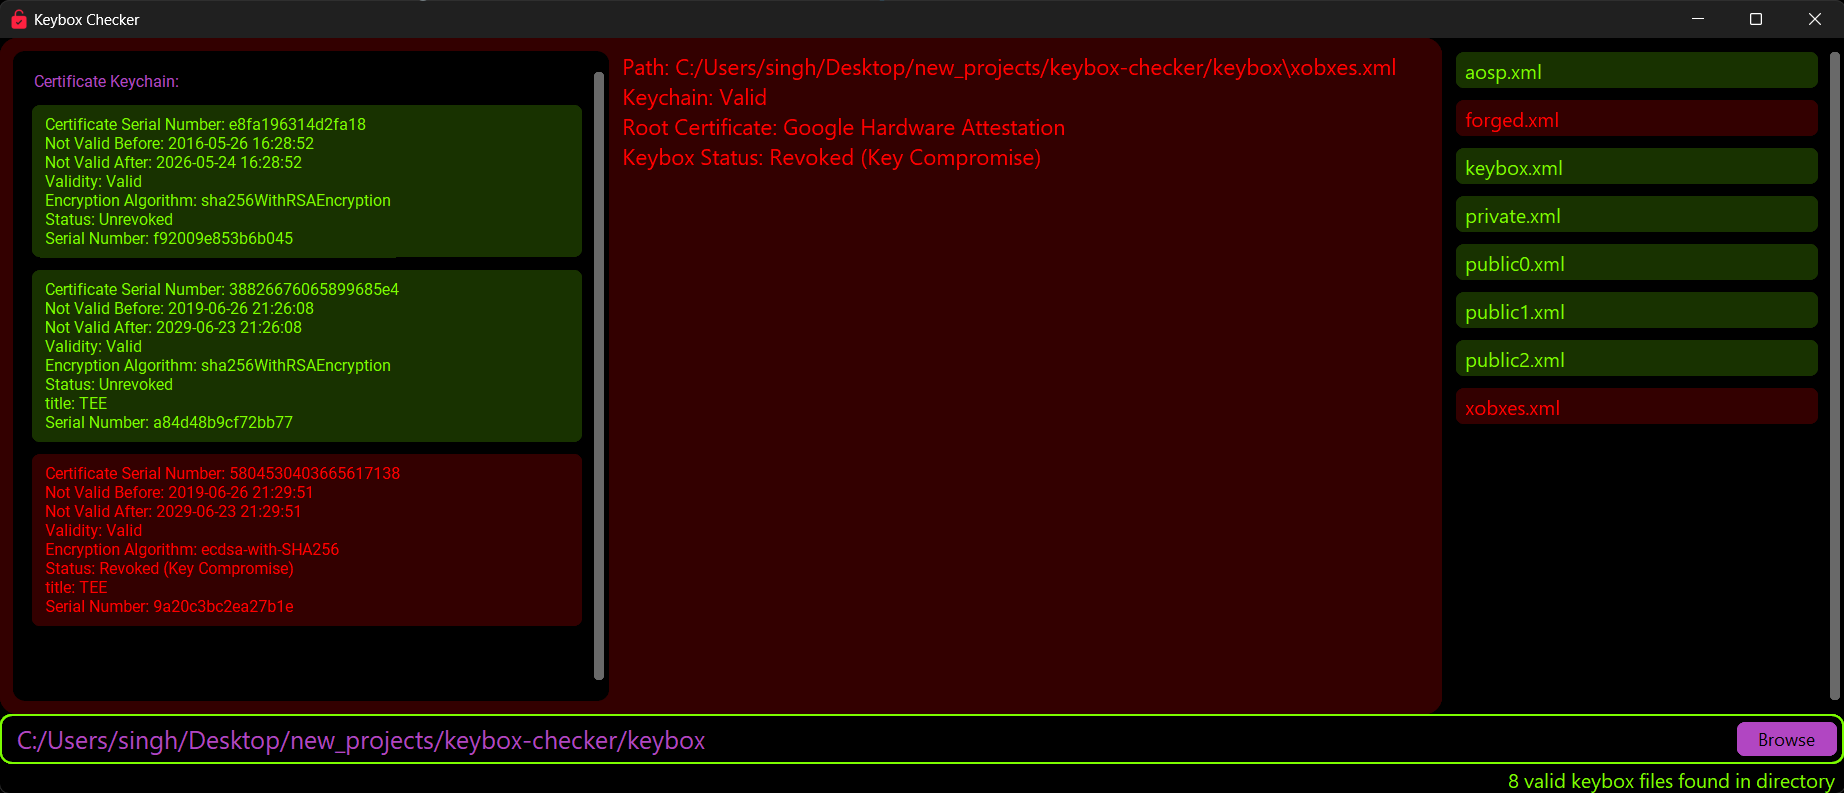 Keybox Checker
Certificate Keychain:
Certificate Serial Number: e8fa196314d2fa18
Not Valid Before: 2016-05-26 16:28:52
Not Valid After: 2026-05-24 16:28:52
Validity: Valid
Encryption Algorithm: sha256WithRSAEncryption
Status: Unrevoked
Serial Number: f92009e853b6b045
Certificate Serial Number: 38826676065899685e4
Not Valid Before: 2019-06-26 21:26:08
Not Valid After: 2029-06-23 21:26:08
Validity: Valid
Encryption Algorithm: sha256WithRSAEncryption
Status: Unrevoked
title: TEE
Serial Number: a84d48b9cf72bb77
Certificate Serial Number: 5804530403665617138
Not Valid Before: 2019-06-26 21:29:51
Not Valid After: 2029-06-23 21:29:51
Validity: Valid
Encryption Algorithm: ecdsa-with-SHA256
Status: Revoked (Key Compromise)
title: TEE
Serial Number: 9a20c3bc2ea27b1e
Path: C:/Users/singh/Desktop/new_projects/keybox-checker/keybox\xobxes.xml
Keychain: Valid
Root Certificate: Google Hardware Attestation
Keybox Status: Revoked (Key Compromise)
aosp.xml
forged.xml
keybox.xml
private.xml
public0.xml
public1.xml
public2.xml
xobxes.xml
C:/Users/singh/Desktop/new_projects/keybox-checker/keybox
Browse
8 valid keybox files found in directory